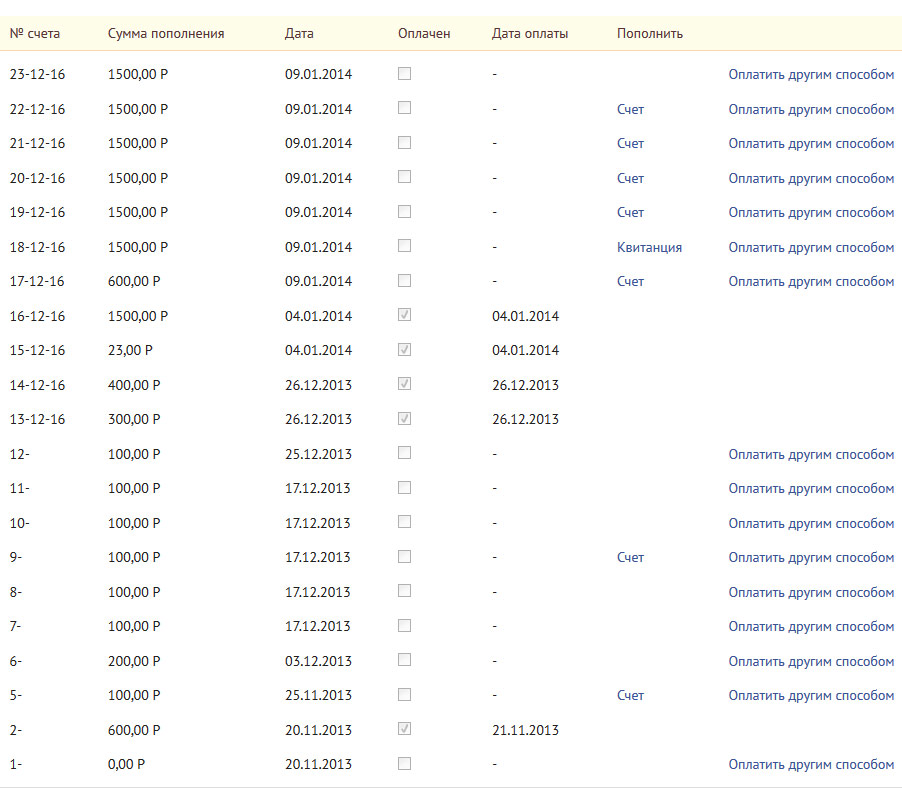 № счета Сумма пополнения Дата Оплачен Дата оплаты Пополнить
23-12-16 1500,00 Р 09.01.2014 - Оплатить другим способом
22-12-16 1500,00 Р 09.01.2014 - Счет Оплатить другим способом
21-12-16 1500,00 Р 09.01.2014 - Счет Оплатить другим способом
20-12-16 1500,00 Р 09.01.2014 - Счет Оплатить другим способом
19-12-16 1500,00 Р 09.01.2014 - Счет Оплатить другим способом
18-12-16 1500,00 Р 09.01.2014 - Квитанция Оплатить другим способом
17-12-16 600,00 Р 09.01.2014 - Счет Оплатить другим способом
16-12-16 1500,00 Р 04.01.2014 04.01.2014
15-12-16 23,00 Р 04.01.2014 04.01.2014
14-12-16 400,00 Р 26.12.2013 26.12.2013
13-12-16 300,00 Р 26.12.2013 26.12.2013
12- 100,00 Р 25.12.2013 - Оплатить другим способом
11- 100,00 Р 17.12.2013 - Оплатить другим способом
10- 100,00 Р 17.12.2013 - Оплатить другим способом
9- 100,00 Р 17.12.2013 - Счет Оплатить другим способом
8- 100,00 Р 17.12.2013 - Оплатить другим способом
7- 100,00 Р 17.12.2013 - Оплатить другим способом
6- 200,00 Р 03.12.2013 - Оплатить другим способом
5- 100,00 Р 25.11.2013 - Счет Оплатить другим способом
2- 600,00 Р 20.11.2013 21.11.2013
1- 0,00 Р 20.11.2013 - Оплатить другим способом